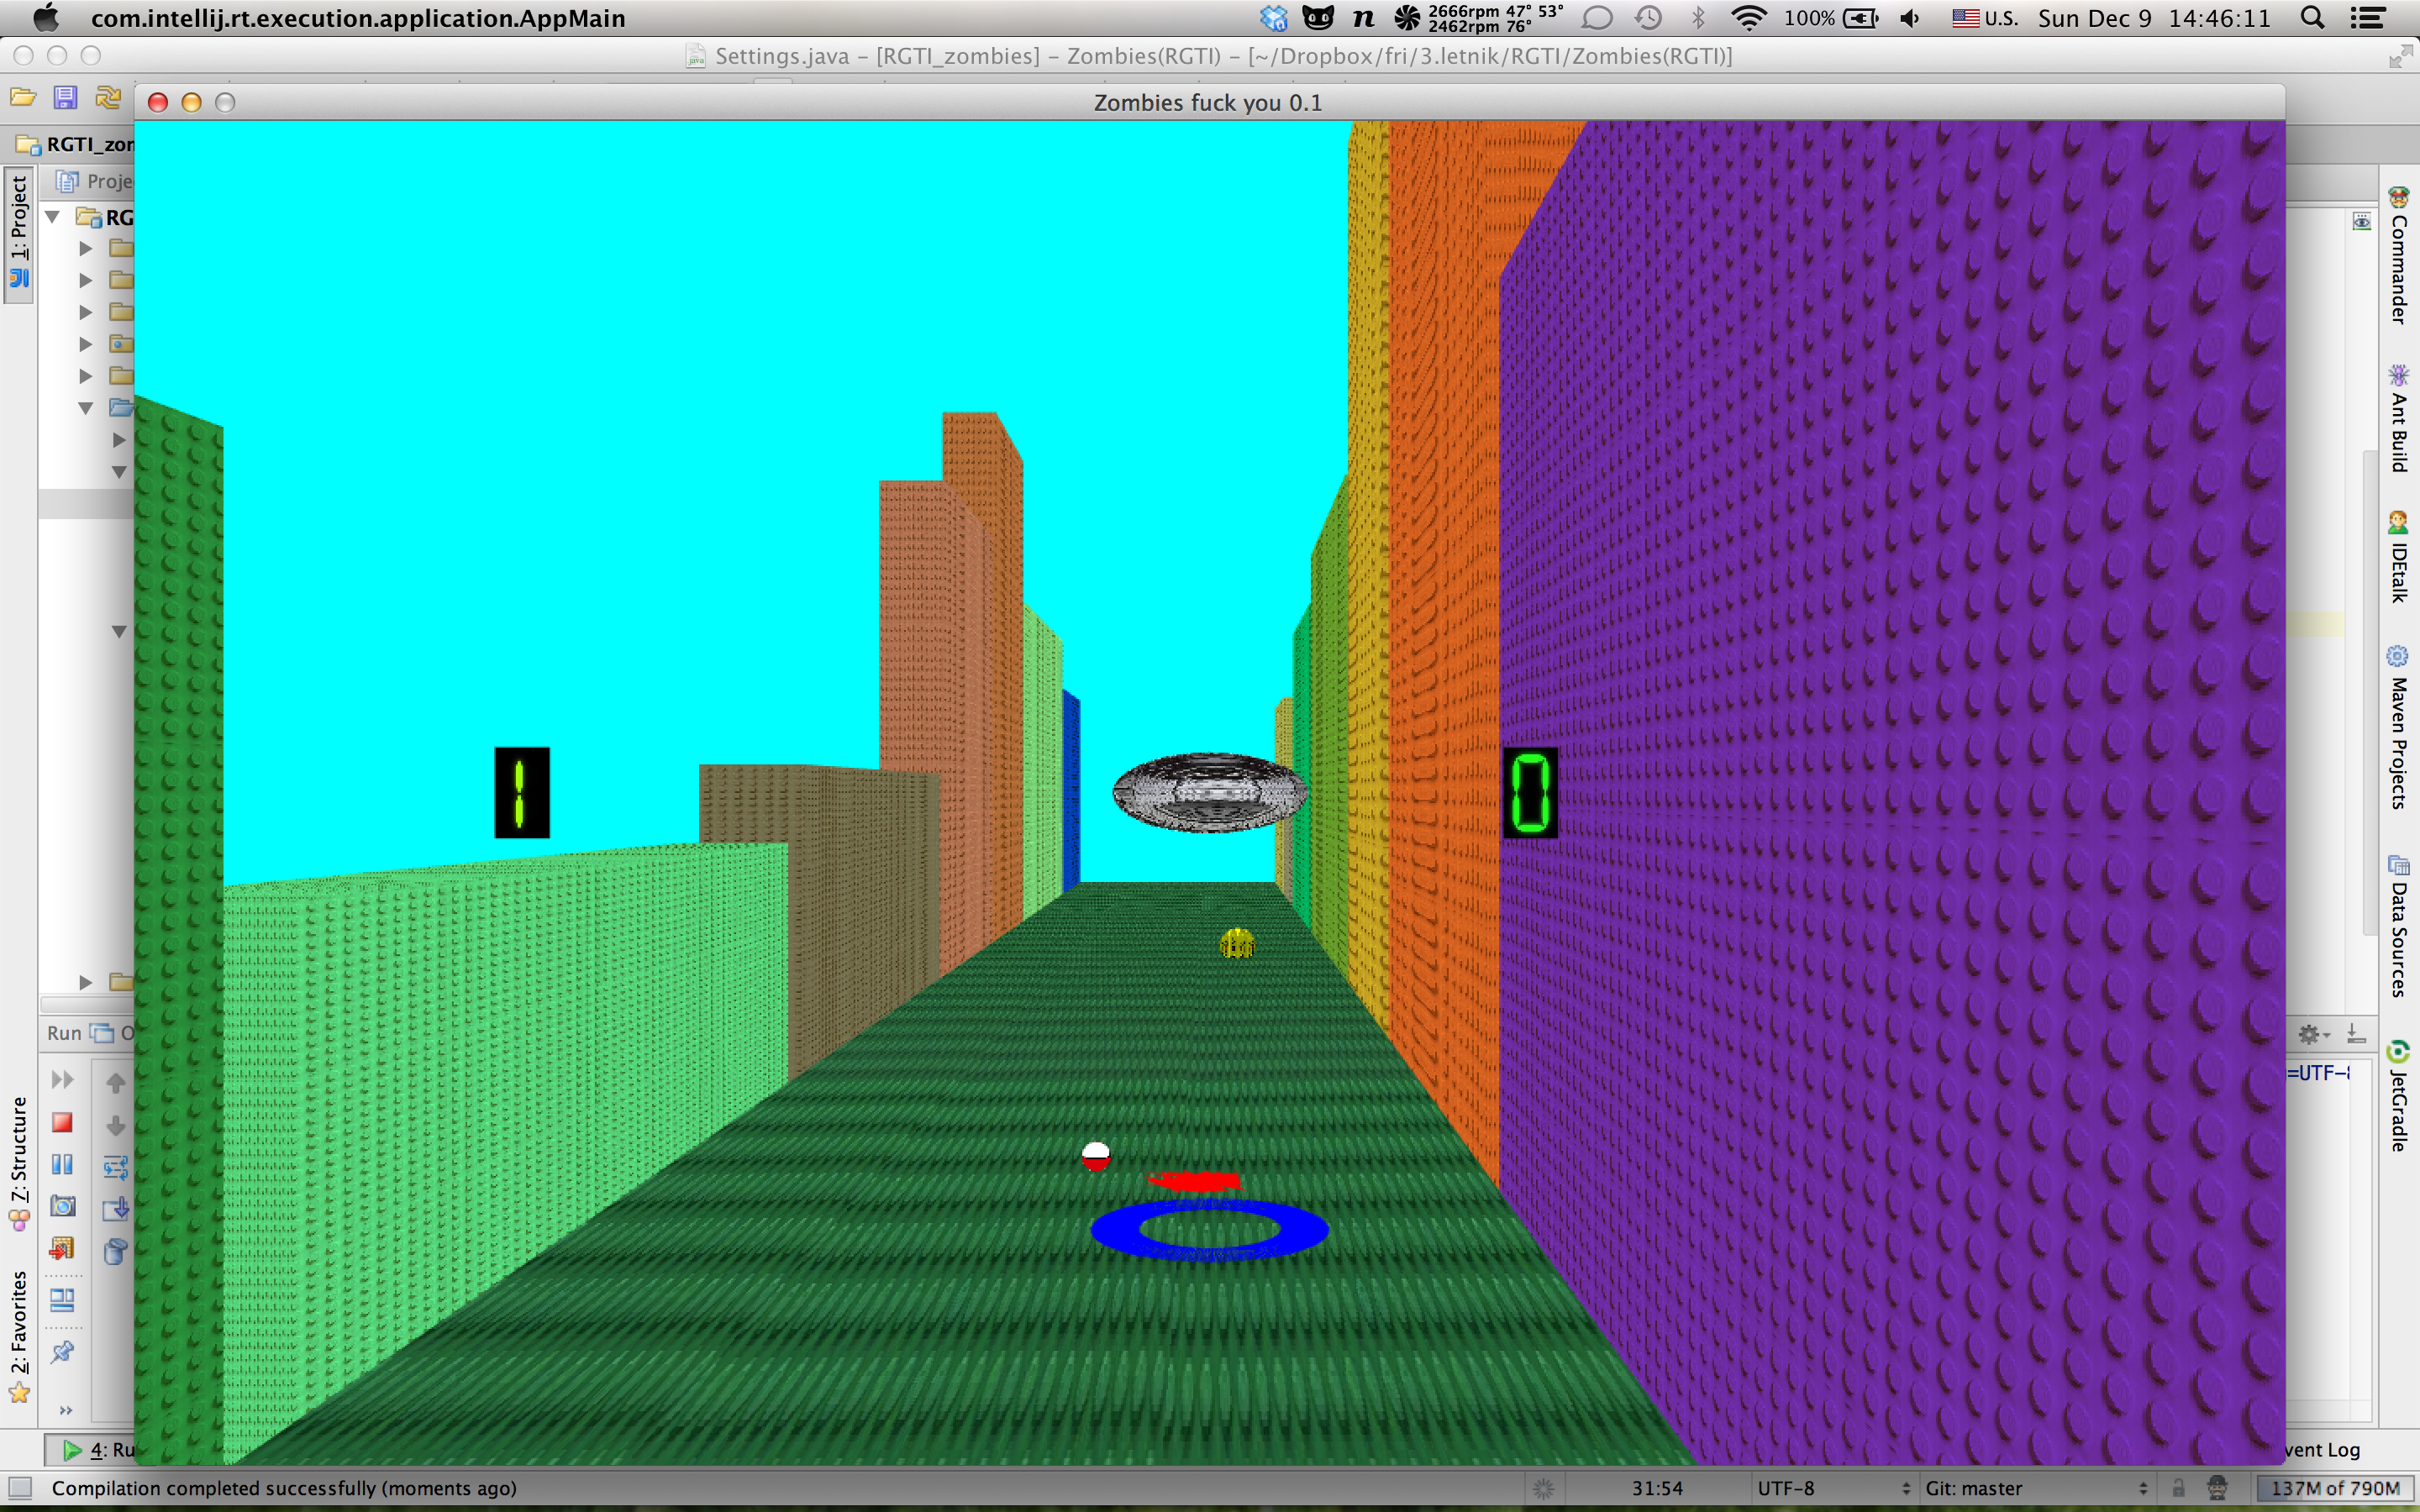 com.intellij.rt.execution.application.AppMain
n
2666rpm 47° 53°
2462rpm 76°
100%
U.S.
Sun Dec 9 14:46:11
Settings.java – [RGTI_zombies] – Zombies(RGTI) – [~/Dropbox/fri/3.letnik/RGTI/Zombies(RGTI)]
Zombies fuck you 0.1
RGTI_zom
Proje
RG
1: Project
Commander
Ant Build
IDEtalk
Maven Projects
Data Sources
JetGradle
1
0
Run
O
=UTF-8
7: Structure
2: Favorites
4: Ru
vent Log
Compilation completed successfully (moments ago)
31:54
UTF-8
Git: master
137M of 790M